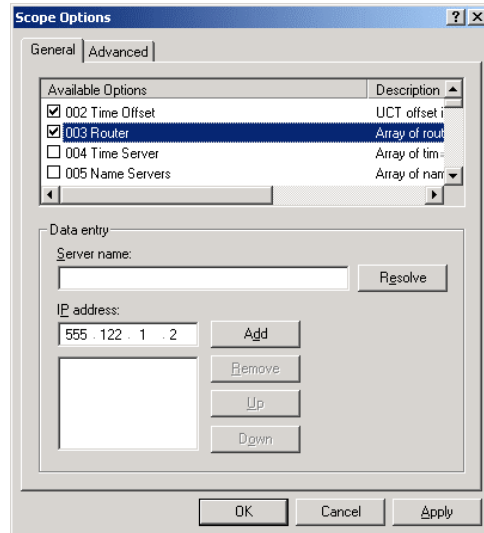 Scope Options
General Advanced
Available Options Description
002 Time Offset UCT offset i
003 Router Array of rout
004 Time Server Array of tim
005 Name Servers Array of nam
Data entry
Server name:
Resolve
IP address:
555 . 122 . 1 . 2 Add
Remove
Up
Down
OK Cancel Apply